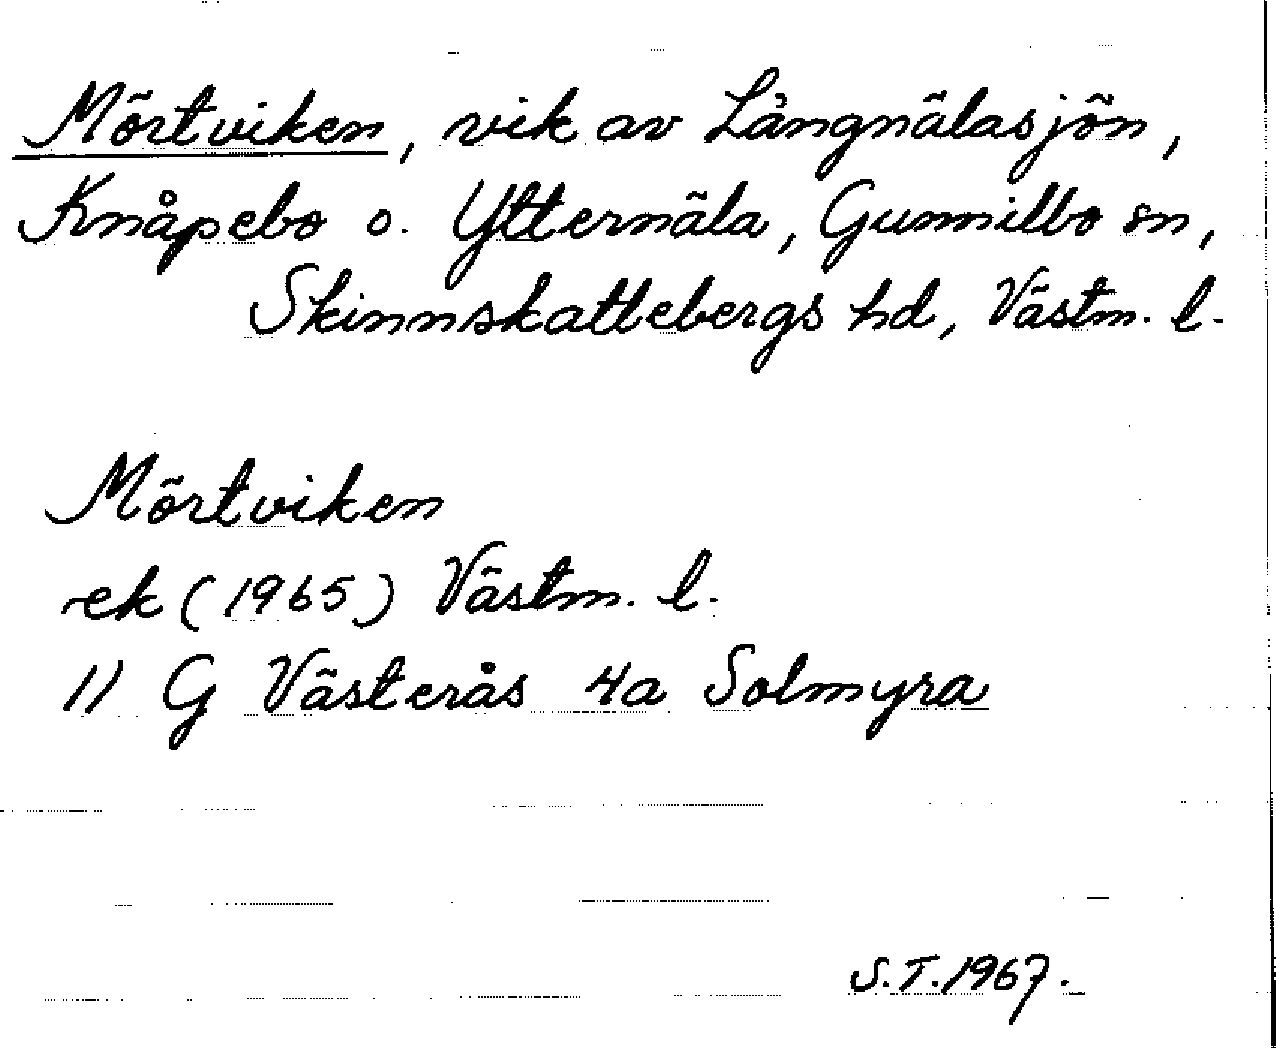 Mörtviken, vik av Långnälasjön,
Knåpebo o. Ytternäla, Gunnilbo sn,
Skinnskattebergs hd, Västm. l.
Mörtviken
ek (1965) Västm. l.
11 G Västerås 4a Solmyra
S.T. 1967.